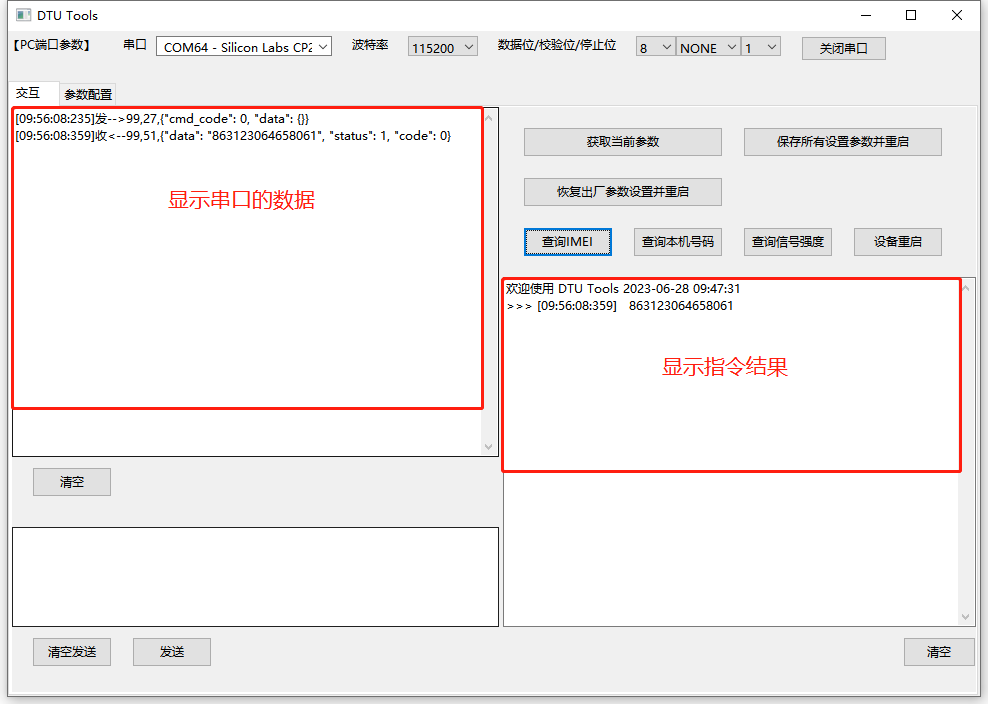 DTU Tools
【PC端口参数】 串口 COM64 - Silicon Labs CP2 波特率 115200 数据位/校验位/停止位 8 NONE 1 关闭串口
交互 参数配置
[09:56:08:235]发-->99,27,{"cmd_code": 0, "data": {}}
[09:56:08:359]收<--99,51,{"data": "863123064658061", "status": 1, "code": 0}
显示串口的数据
清空
清空发送 发送
获取当前参数 保存所有设置参数并重启
恢复出厂参数设置并重启
查询IMEI 查询本机号码 查询信号强度 设备重启
欢迎使用 DTU Tools 2023-06-28 09:47:31
>>> [09:56:08:359] 863123064658061
显示指令结果
清空